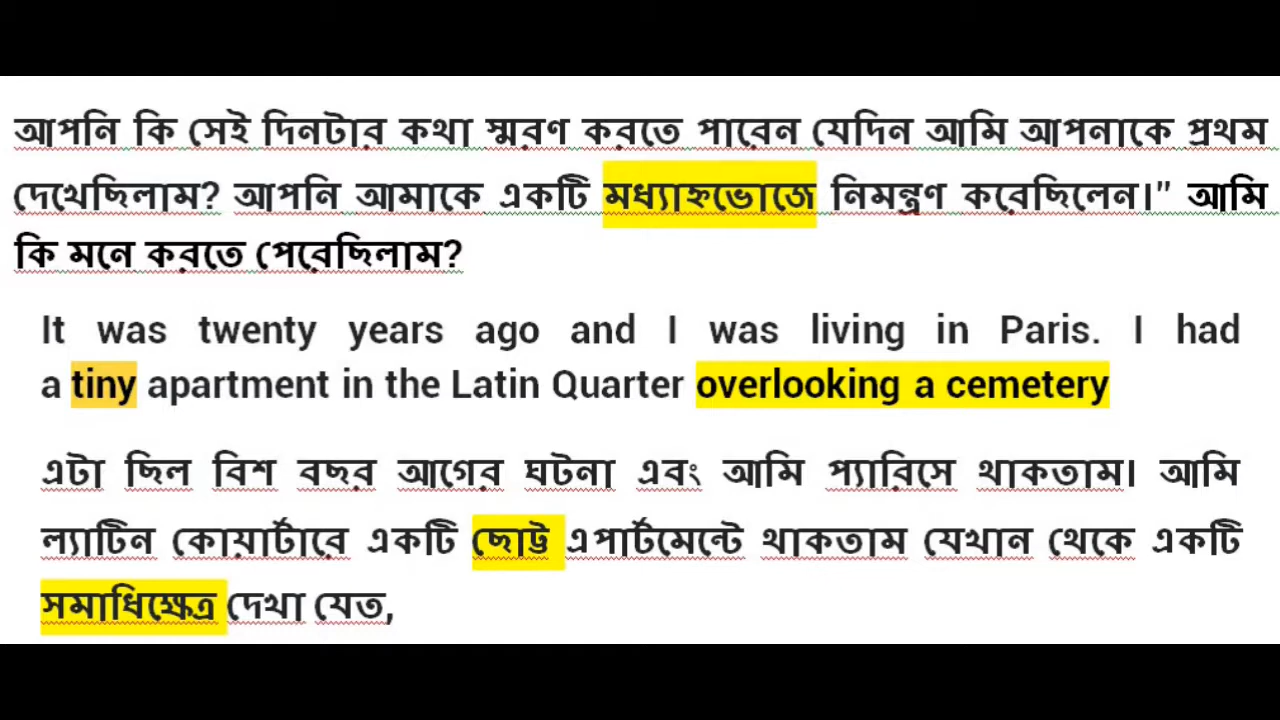 আপনি কি সেই দিনটার কথা স্মরণ করতে পারেন যেদিন আমি আপনাকে প্রথম
দেখেছিলাম? আপনি আমাকে একটি মধ্যাহ্নভোজে নিমন্ত্রণ করেছিলেন।” আমি
কি মনে করতে পেরেছিলাম?
It was twenty years ago and I was living in Paris. I had
a tiny apartment in the Latin Quarter overlooking a cemetery
এটা ছিল বিশ বছর আগের ঘটনা এবং আমি প্যারিসে থাকতাম। আমি
ল্যাটিন কোয়ার্টারে একটি ছোট্ট এপার্টমেন্টে থাকতাম যেখান থেকে একটি
সমাধিক্ষেত্র দেখা যেত,